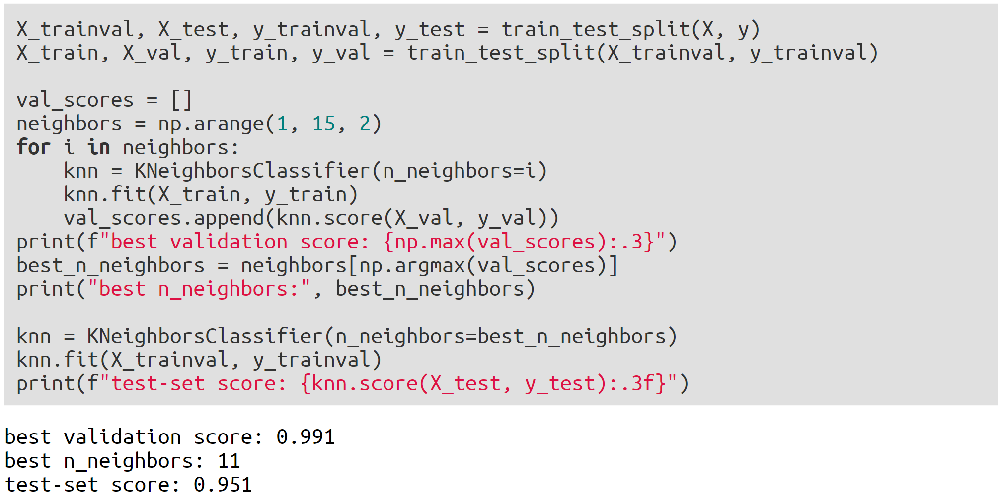 X_trainval, X_test, y_trainval, y_test = train_test_split(X, y)
X_train, X_val, y_train, y_val = train_test_split(X_trainval, y_trainval)
val_scores = []
neighbors = np.arange(1, 15, 2)
for i in neighbors:
    knn = KNeighborsClassifier(n_neighbors=i)
    knn.fit(X_train, y_train)
    val_scores.append(knn.score(X_val, y_val))
print(f"best validation score: {np.max(val_scores):.3}")
best_n_neighbors = neighbors[np.argmax(val_scores)]
print("best n_neighbors:", best_n_neighbors)
knn = KNeighborsClassifier(n_neighbors=best_n_neighbors)
knn.fit(X_trainval, y_trainval)
print(f"test-set score: {knn.score(X_test, y_test):.3f}")
best validation score: 0.991
best n_neighbors: 11
test-set score: 0.951